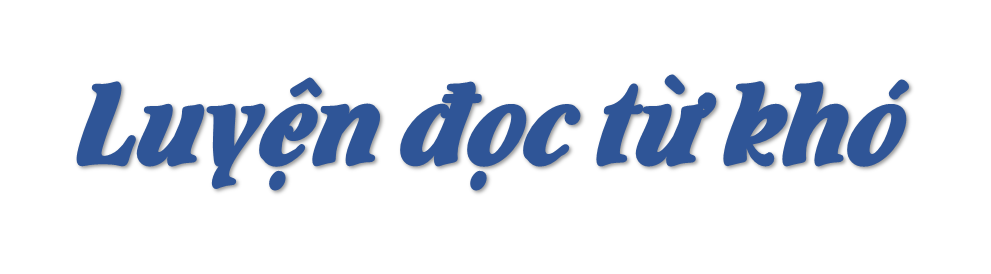 Luyện đọc từ khó